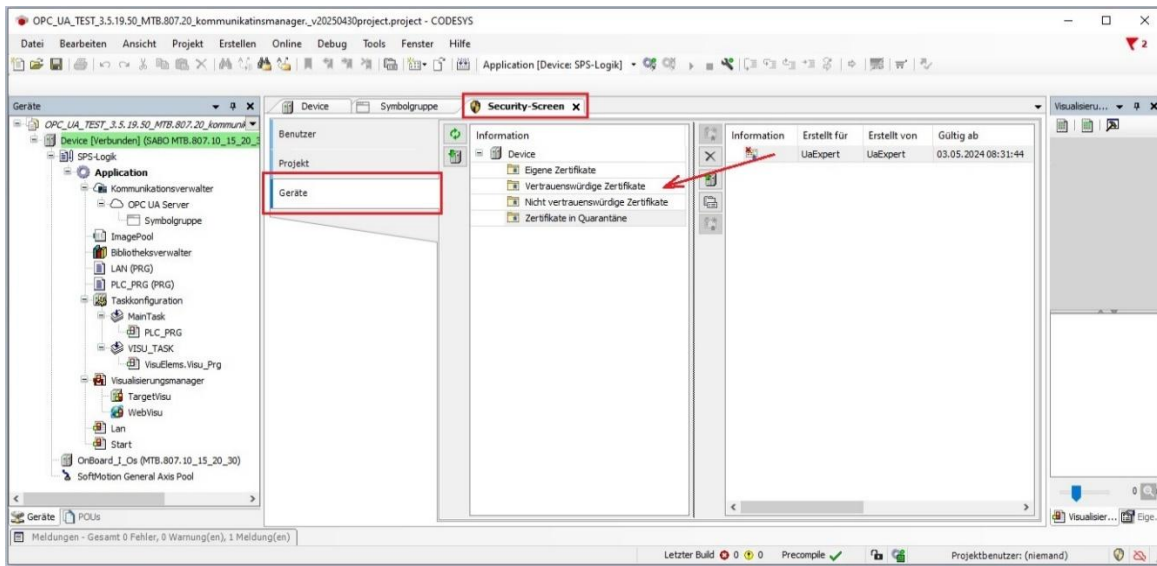 OPC_UA_TEST_3.5.19.50_MTB.807.20_kommunikatinsmanager._v20250430project.project - CODESYS
Datei Bearbeiten Ansicht Projekt Erstellen Online Debug Tools Fenster Hilfe
2
Application [Device: SPS-Logik]
Geräte
OPC_UA_TEST_3.5.19.50_MTB.807.20_kommuni
Device [Verbunden] (SABO MTB.807.10_15_20_3
SPS-Logik
Application
Kommunikationsverwalter
OPC UA Server
Symbolgruppe
ImagePool
Bibliotheksverwalter
LAN (PRG)
PLC_PRG (PRG)
Taskkonfiguration
MainTask
PLC_PRG
VISU_TASK
VisuElems.Visu_Prg
Visualisierungsmanager
TargetVisu
WebVisu
Lan
Start
OnBoard_I_Os (MTB.807.10_15_20_30)
SoftMotion General Axis Pool
Geräte POUs
Device Symbolgruppe Security-Screen
Benutzer
Projekt
Geräte
Information
Device
Eigene Zertifikate
Vertrauenswürdige Zertifikate
Nicht vertrauenswürdige Zertifikate
Zertifikate in Quarantäne
Information Erstellt für Erstellt von Gültig ab
UaExpert UaExpert 03.05.2024 08:31:44
Visualisieru...
0
Visualisier... Eige.
Meldungen - Gesamt 0 Fehler, 0 Warnung(en), 1 Meldung(en)
Letzter Build 0 0 Precompile Projektbenutzer: (niemand)